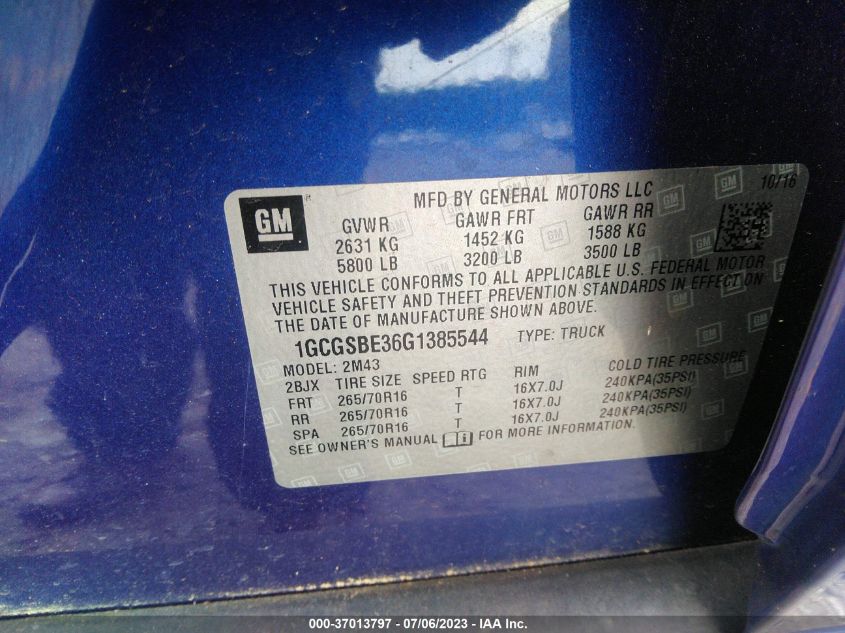 GM
MFD BY GENERAL MOTORS LLC
10/16
GVWR GAWR FRT GAWR RR
2631 KG 1452 KG 1588 KG
5800 LB 3200 LB 3500 LB
THIS VEHICLE CONFORMS TO ALL APPLICABLE U.S. FEDERAL MOTOR
VEHICLE SAFETY AND THEFT PREVENTION STANDARDS IN EFFECT ON
THE DATE OF MANUFACTURE SHOWN ABOVE.
1GCGSBE36G1385544 TYPE: TRUCK
MODEL: 2M43
2BJX TIRE SIZE SPEED RTG RIM COLD TIRE PRESSURE
FRT 265/70R16 T 16X7.0J 240KPA(35PSI)
RR 265/70R16 T 16X7.0J 240KPA(35PSI)
SPA 265/70R16 T 16X7.0J 240KPA(35PSI)
SEE OWNER'S MANUAL FOR MORE INFORMATION.
000-37013797 - 07/06/2023 - IAA Inc.